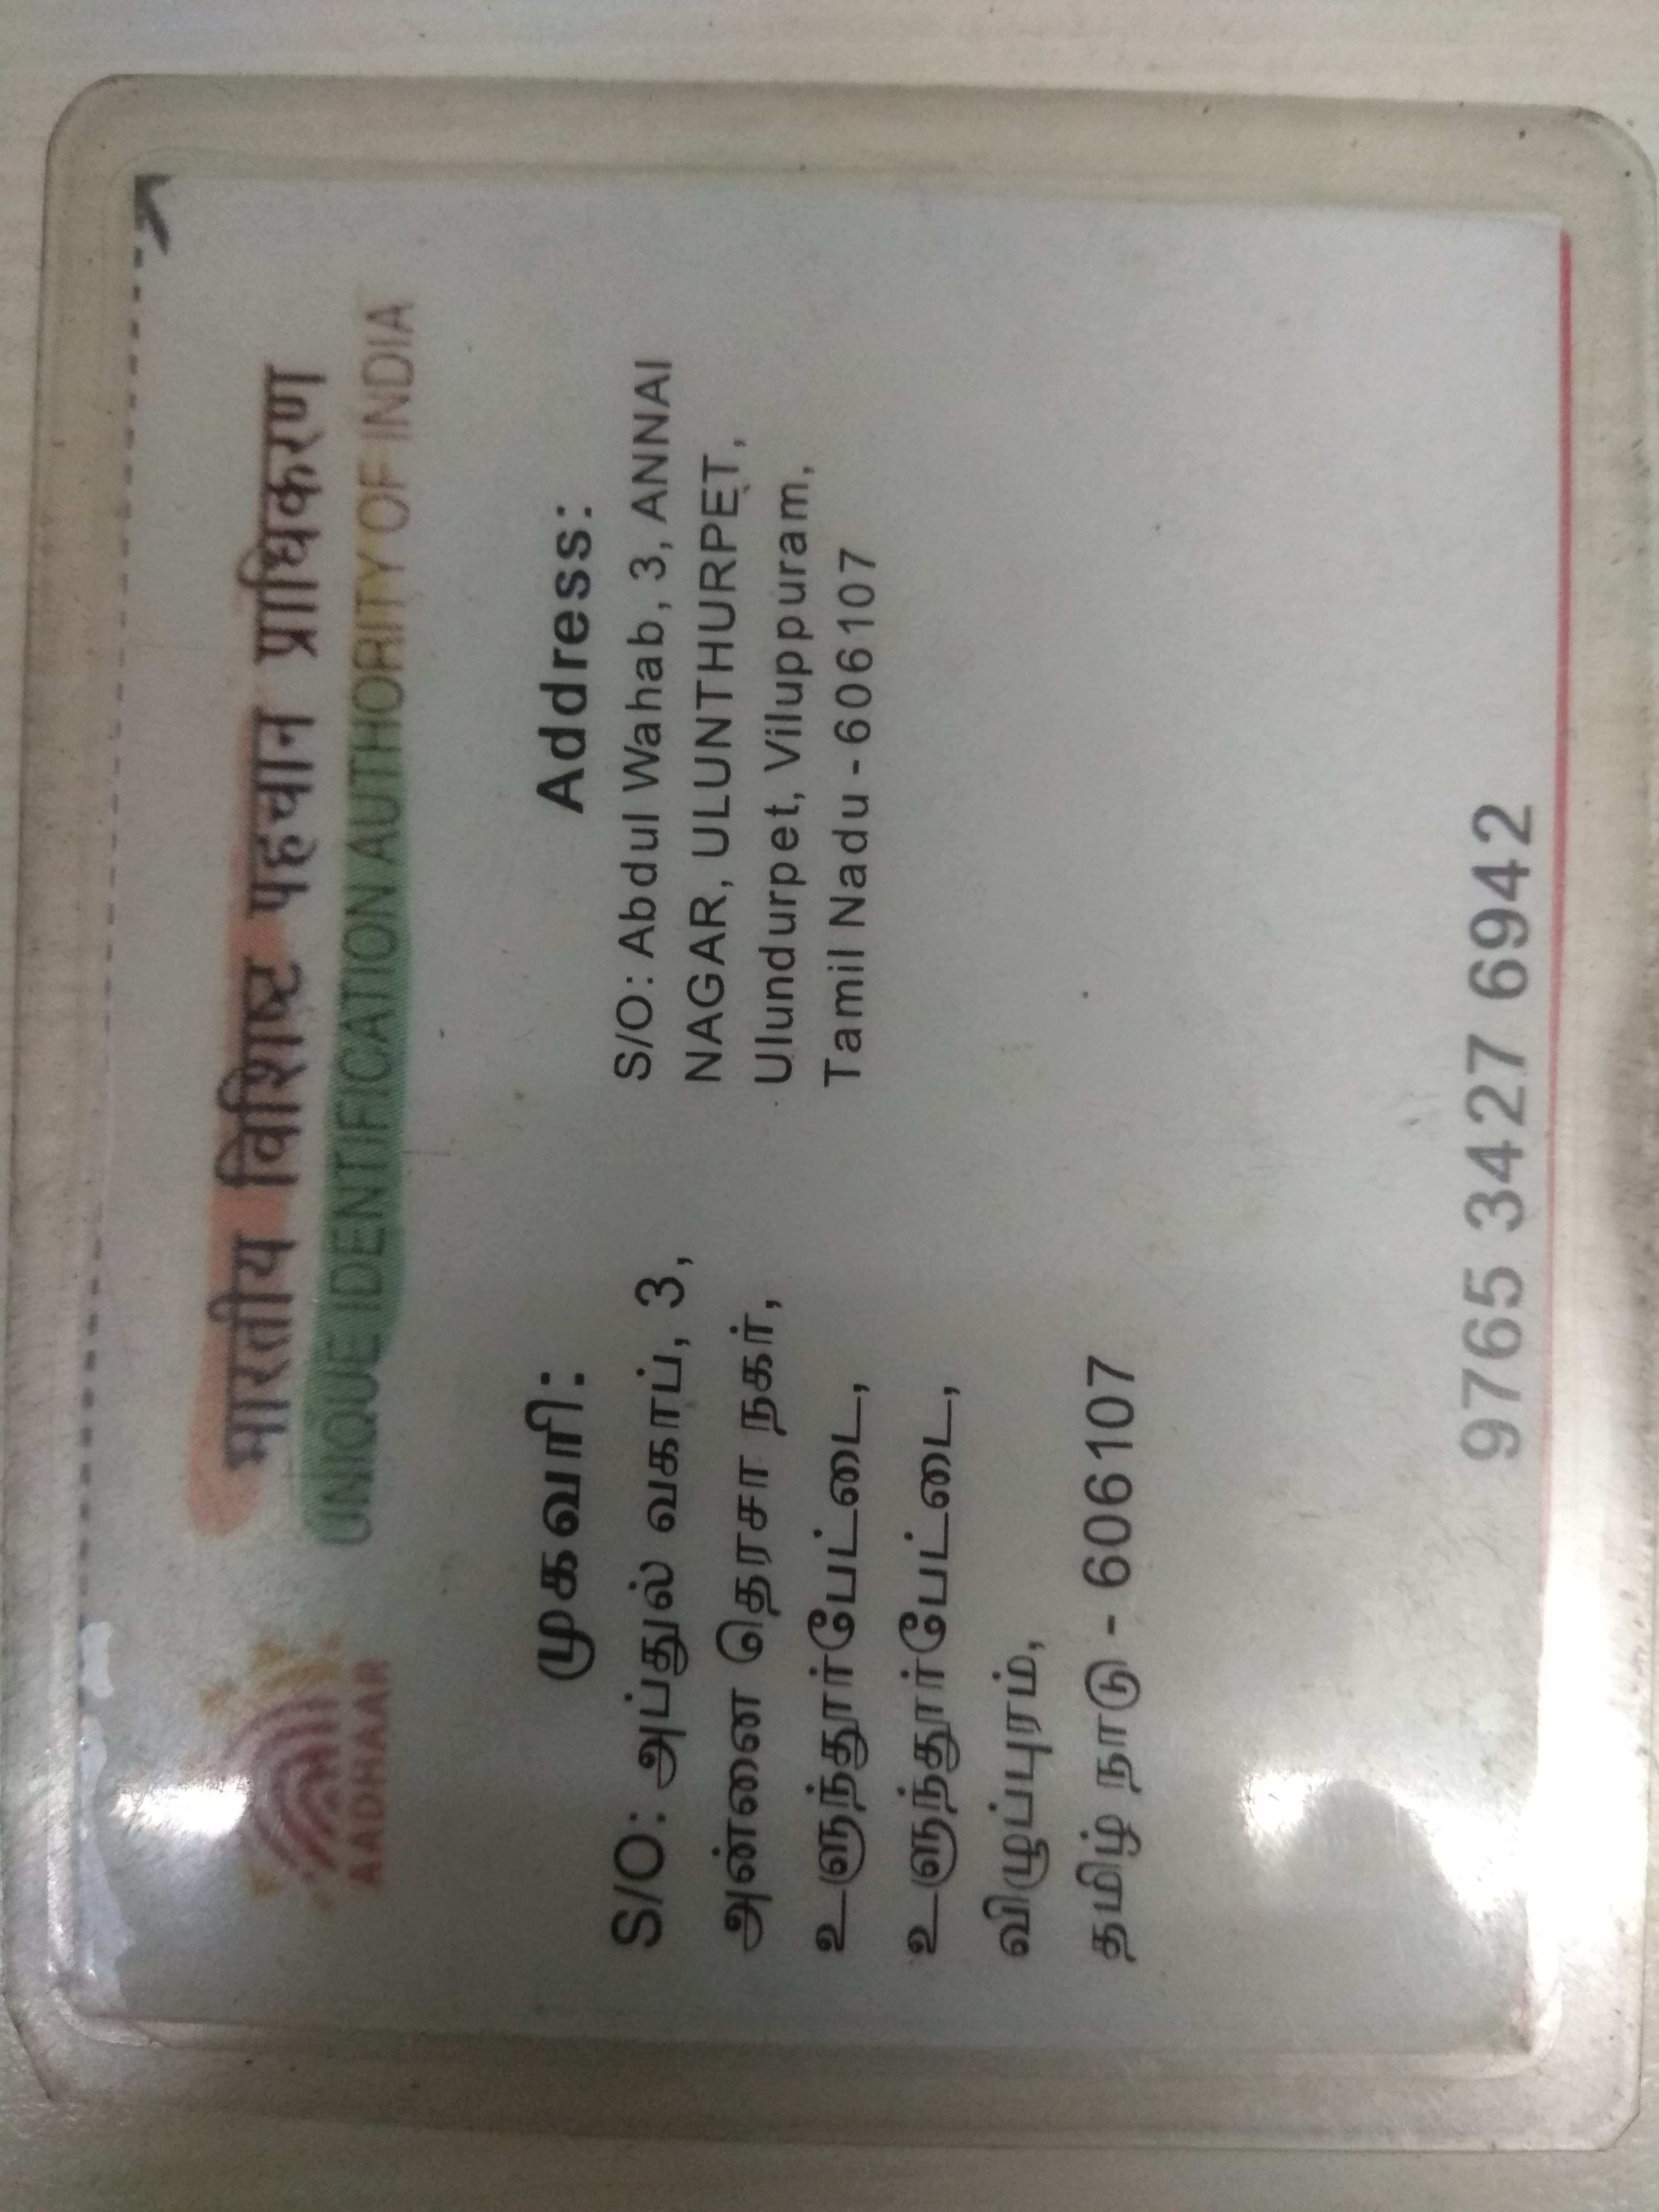 भारतीय विशिष्ट पहचान प्राधिकरण
UNIQUE IDENTIFICATION AUTHORITY OF INDIA
AADHAAR
முகவரி:
S/O: அப்துல் வகாப், 3,
அன்னை தெரசா நகர்,
உளுந்தூர்பேட்டை,
உளுந்தூர்பேட்டை,
விழுப்புரம்,
தமிழ் நாடு - 606107
Address:
S/O: Abdul Wahab, 3, ANNAI
NAGAR, ULUNTHURPET,
Ulundurpet, Viluppuram,
Tamil Nadu - 606107
9765 3427 6942